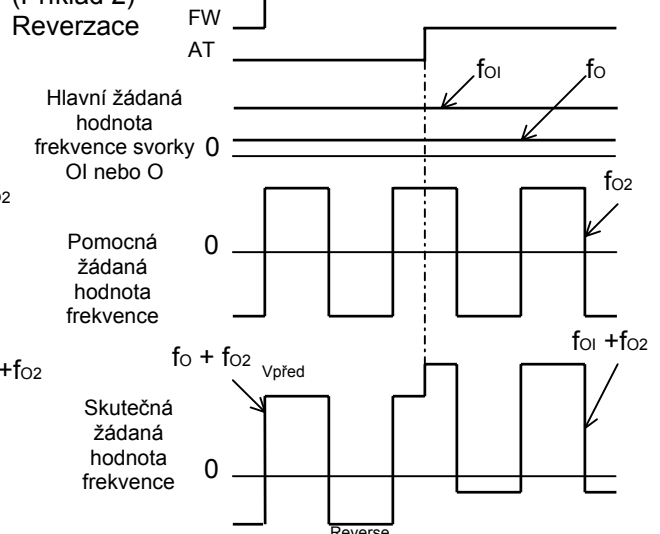 (Příklad 2)
Reverzace
FW
AT
fOI
fO
Hlavní žádaná
hodnota
frekvence svorky
OI nebo O
0
O2
fO2
Pomocná
žádaná
hodnota
frekvence
0
fOI +fO2
+fO2
fO + fO2
Vpřed
Skutečná
žádaná
hodnota
frekvence
0
Reverse